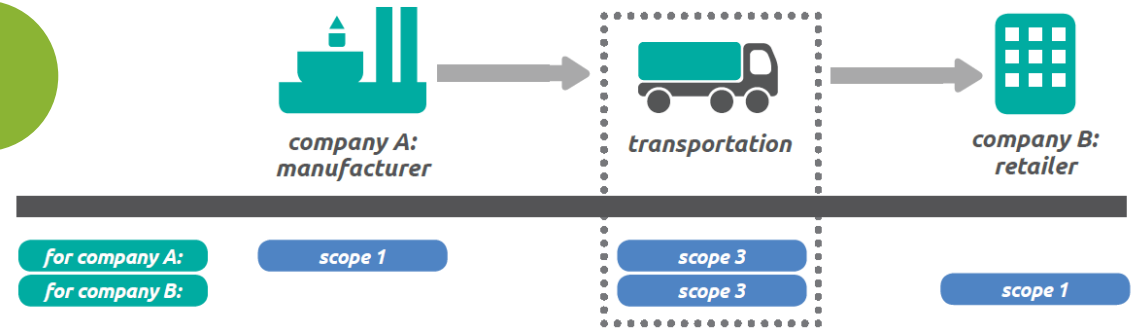 company A:
manufacturer
transportation
company B:
retailer
for company A:
scope 1
scope 3
for company B:
scope 3
scope 1